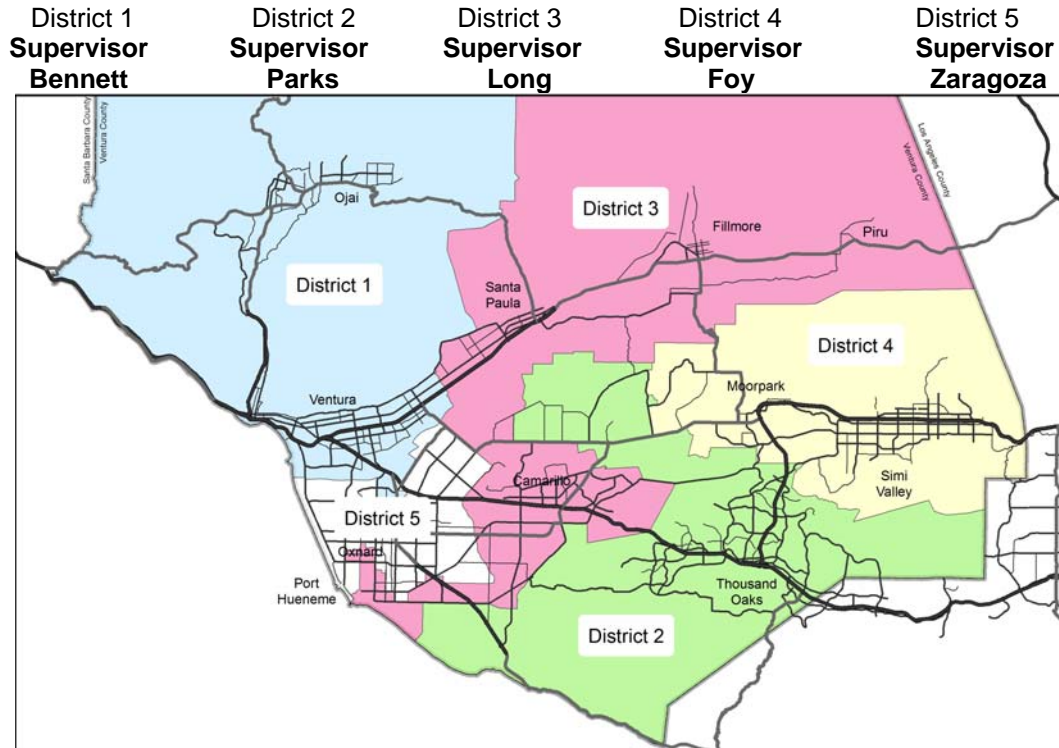 District 1
Supervisor
Bennett
District 2
Supervisor
Parks
District 3
Supervisor
Long
District 4
Supervisor
Foy
District 5
Supervisor
Zaragoza
Santa Barbara County
Ventura County
Los Angeles County
Ventura County
Ojai
District 3
Fillmore
Piru
District 1
Santa
Paula
District 4
Moorpark
Ventura
Camarillo
Simi
Valley
District 5
Oxnard
Port
Hueneme
Thousand
Oaks
District 2